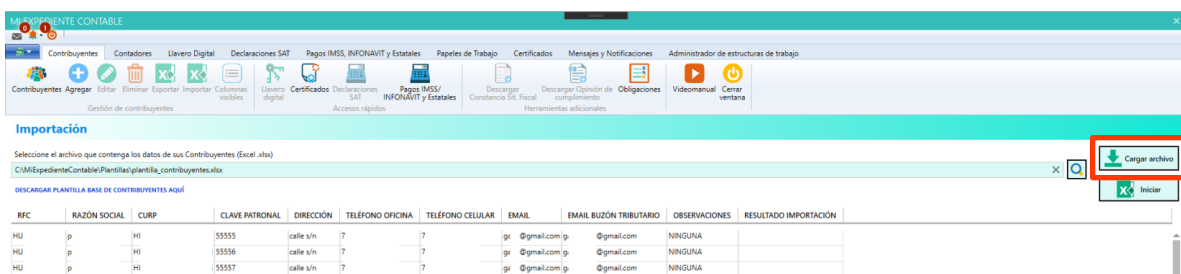 MI EXPEDIENTE CONTABLE
0 1
Contribuyentes Contadores Llavero Digital Declaraciones SAT Pagos IMSS, INFONAVIT y Estatales Papeles de Trabajo Certificados Mensajes y Notificaciones Administrador de estructuras de trabajo
Contribuyentes Agregar Editar Eliminar Exportar Importar Columnas visibles Llavero digital Certificados Declaraciones SAT Pagos IMSS/ INFONAVIT y Estatales Descargar Constancia Sit. Fiscal Descargar Opinión de cumplimiento Obligaciones Videomanual Cerrar ventana
Gestión de contribuyentes Accesos rápidos Herramientas adicionales
Importación
Seleccione el archivo que contenga los datos de sus Contribuyentes (Excel .xlsx)
Cargar archivo
C:\MiExpedienteContable\Plantillas\plantilla_contribuyentes.xlsx
DESCARGAR PLANTILLA BASE DE CONTRIBUYENTES AQUÍ
Iniciar
RFC RAZÓN SOCIAL CURP CLAVE PATRONAL DIRECCIÓN TELÉFONO OFICINA TELÉFONO CELULAR EMAIL EMAIL BUZÓN TRIBUTARIO OBSERVACIONES RESULTADO IMPORTACIÓN
HU p HI 55555 calle s/n 7 7 ge @gmail.com g @gmail.com NINGUNA
HU p HI 55556 calle s/n 7 7 ge @gmail.com g @gmail.com NINGUNA
HU p HI 55557 calle s/n 7 7 ge @gmail.com g @gmail.com NINGUNA